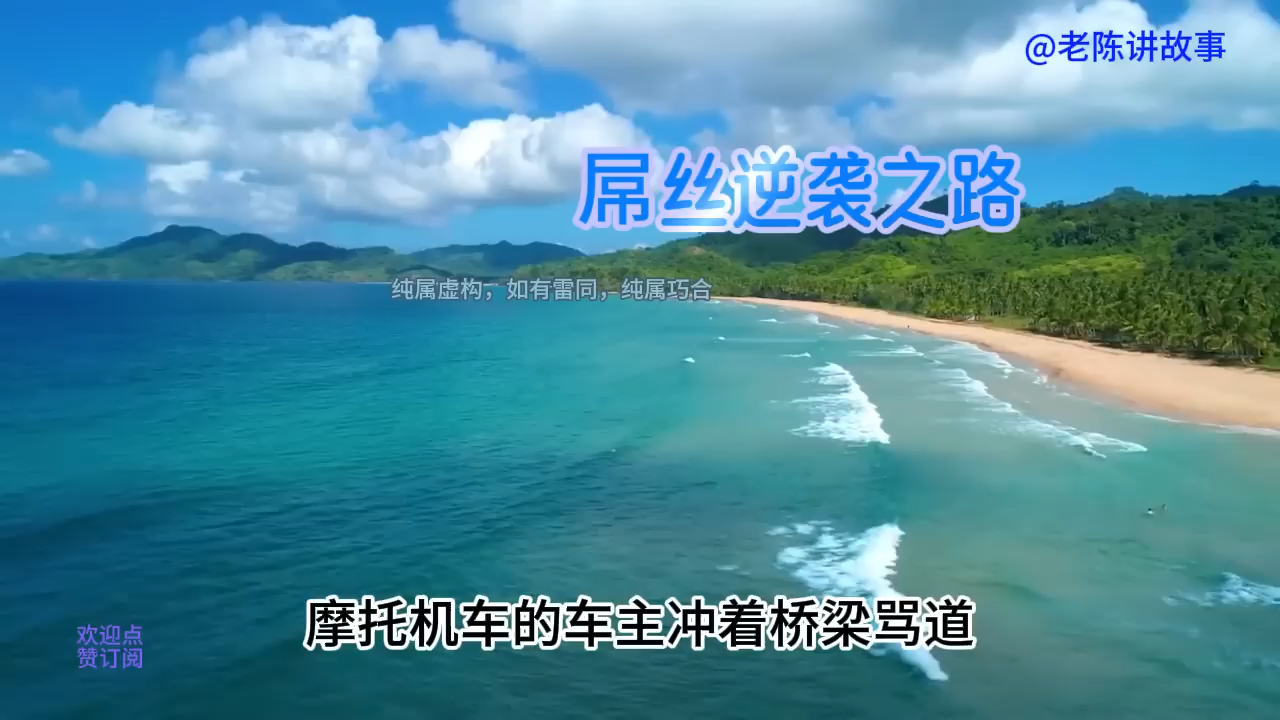 @老陈讲故事
屌丝逆袭之路
纯属虚构，如有雷同，纯属巧合
摩托机车的车主冲着桥梁骂道
欢迎点
赞订阅